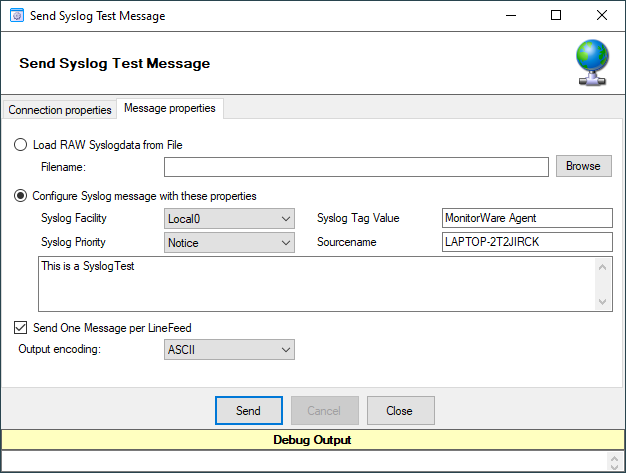 Send Syslog Test Message
Send Syslog Test Message
Connection properties Message properties
Load RAW Syslogdata from File
Filename: Browse
Configure Syslog message with these properties
Syslog Facility Local0 Syslog Tag Value MonitorWare Agent
Syslog Priority Notice Sourcename LAPTOP-2T2JIRCK
This is a SyslogTest
Send One Message per LineFeed
Output encoding: ASCII
Send Cancel Close
Debug Output